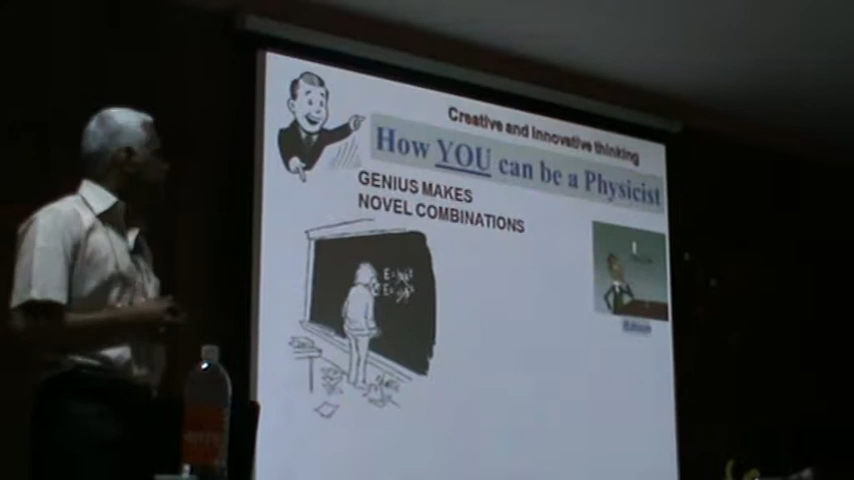 Creative and Innovative thinking
How YOU can be a Physicist
GENIUS MAKES
NOVEL COMBINATIONS